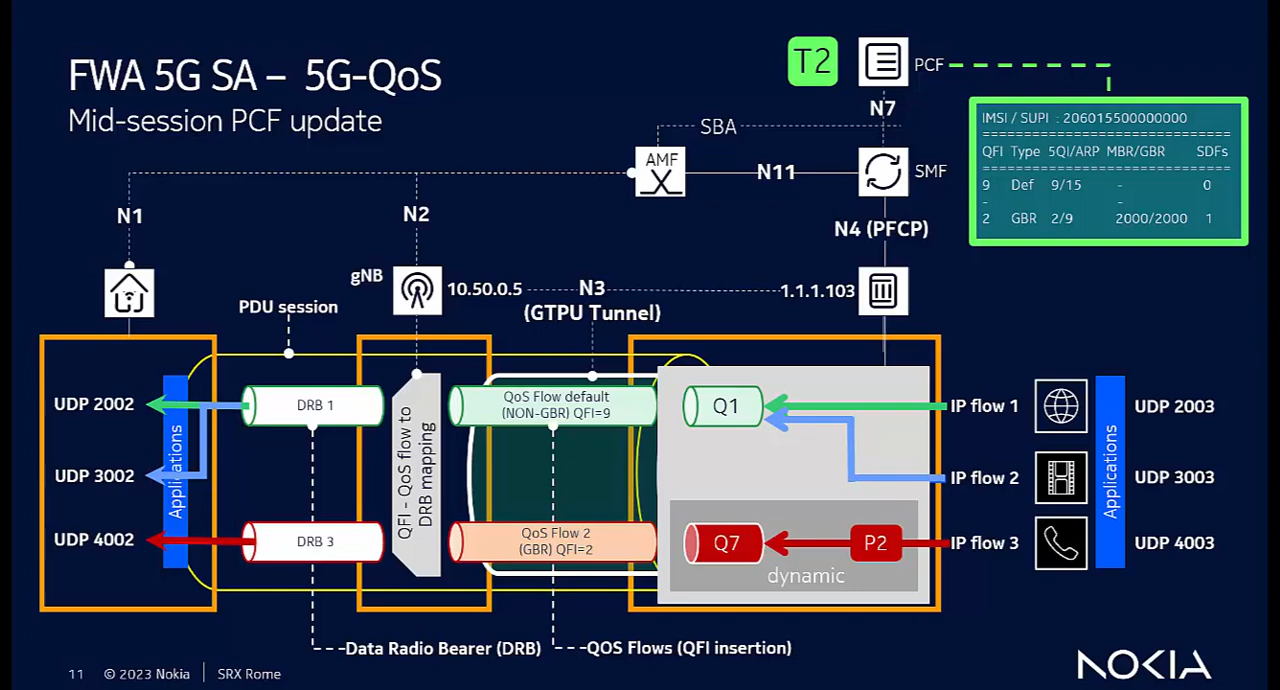 FWA 5G SA – 5G-QoS
Mid-session PCF update
T2
PCF
N7
SBA
AMF
N11
SMF
N1
N2
N4 (PFCP)
IMSI / SUPI : 206015500000000
==============================
QFI Type 5QI/ARP MBR/GBR SDFs
==============================
9 Def 9/15 - 0
- -
2 GBR 2/9 2000/2000 1
gNB
10.50.0.5
N3
(GTPU Tunnel)
1.1.1.103
PDU session
UDP 2002
UDP 3002
UDP 4002
Applications
DRB 1
DRB 3
QFI - QoS flow to
DRB mapping
QoS Flow default
(NON-GBR) QFI=9
QoS Flow 2
(GBR) QFI=2
Q1
Q7
P2
dynamic
IP flow 1
IP flow 2
IP flow 3
Applications
UDP 2003
UDP 3003
UDP 4003
Data Radio Bearer (DRB)
QOS Flows (QFI insertion)
11 © 2023 Nokia | SRX Rome
NOKIA